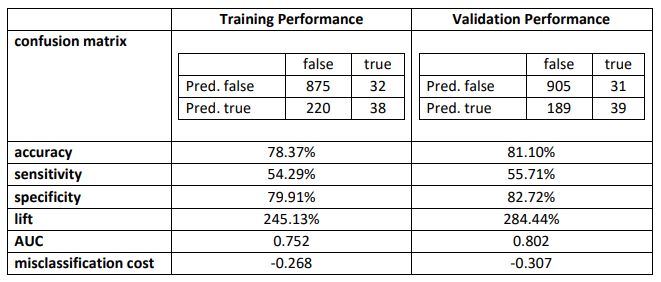 Training Performance Validation Performance
confusion matrix
false true false true
Pred. false 875 32 Pred. false 905 31
Pred. true 220 38 Pred. true 189 39
accuracy 78.37% 81.10%
sensitivity 54.29% 55.71%
specificity 79.91% 82.72%
lift 245.13% 284.44%
AUC 0.752 0.802
misclassification cost -0.268 -0.307